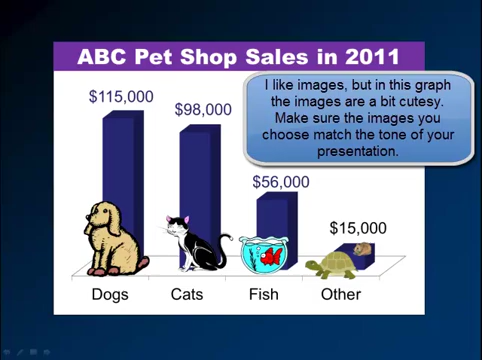 ABC Pet Shop Sales in 2011
I like images, but in this graph
the images are a bit cutesy.
Make sure the images you
choose match the tone of your
presentation.
$115,000
$98,000
$56,000
$15,000
Dogs
Cats
Fish
Other